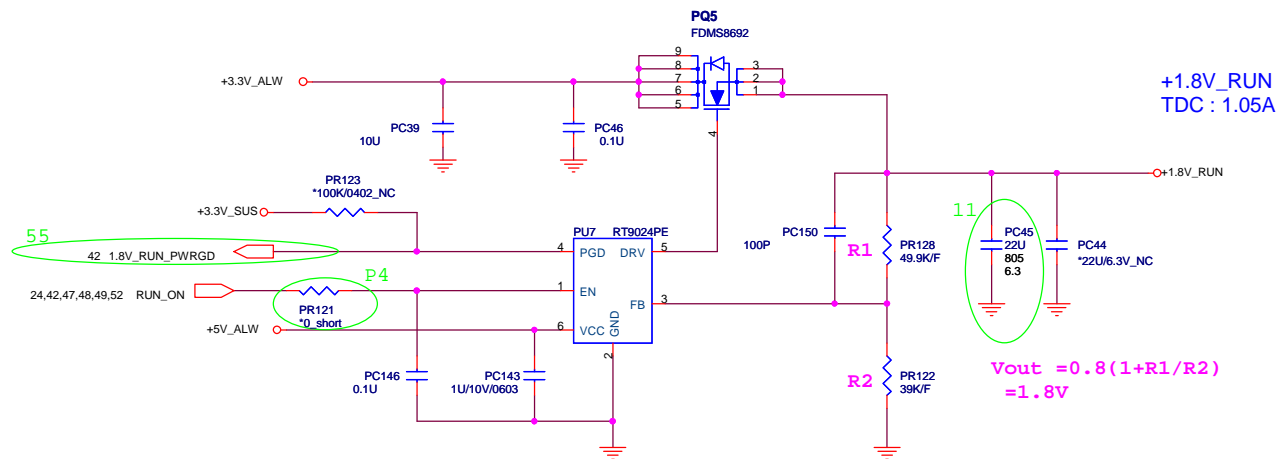 PQ5
FDMS8692
9
8
7
6
5
3
2
1
4
+3.3V_ALW
+1.8V_RUN
TDC : 1.05A
PC39
10U
PC46
0.1U
PR123
*100K/0402_NC
+3.3V_SUS
+1.8V_RUN
55
42 1.8V_RUN_PWRGD
PU7 RT9024PE
4 PGD DRV 5
PC150
100P
R1
PR128
49.9K/F
11
PC45
22U
805
6.3
PC44
*22U/6.3V_NC
P4
24,42,47,48,49,52 RUN_ON
PR121
*0_short
1 EN
FB 3
+5V_ALW
6 VCC
GND
2
PC146
0.1U
PC143
1U/10V/0603
R2
PR122
39K/F
Vout =0.8(1+R1/R2)
=1.8V